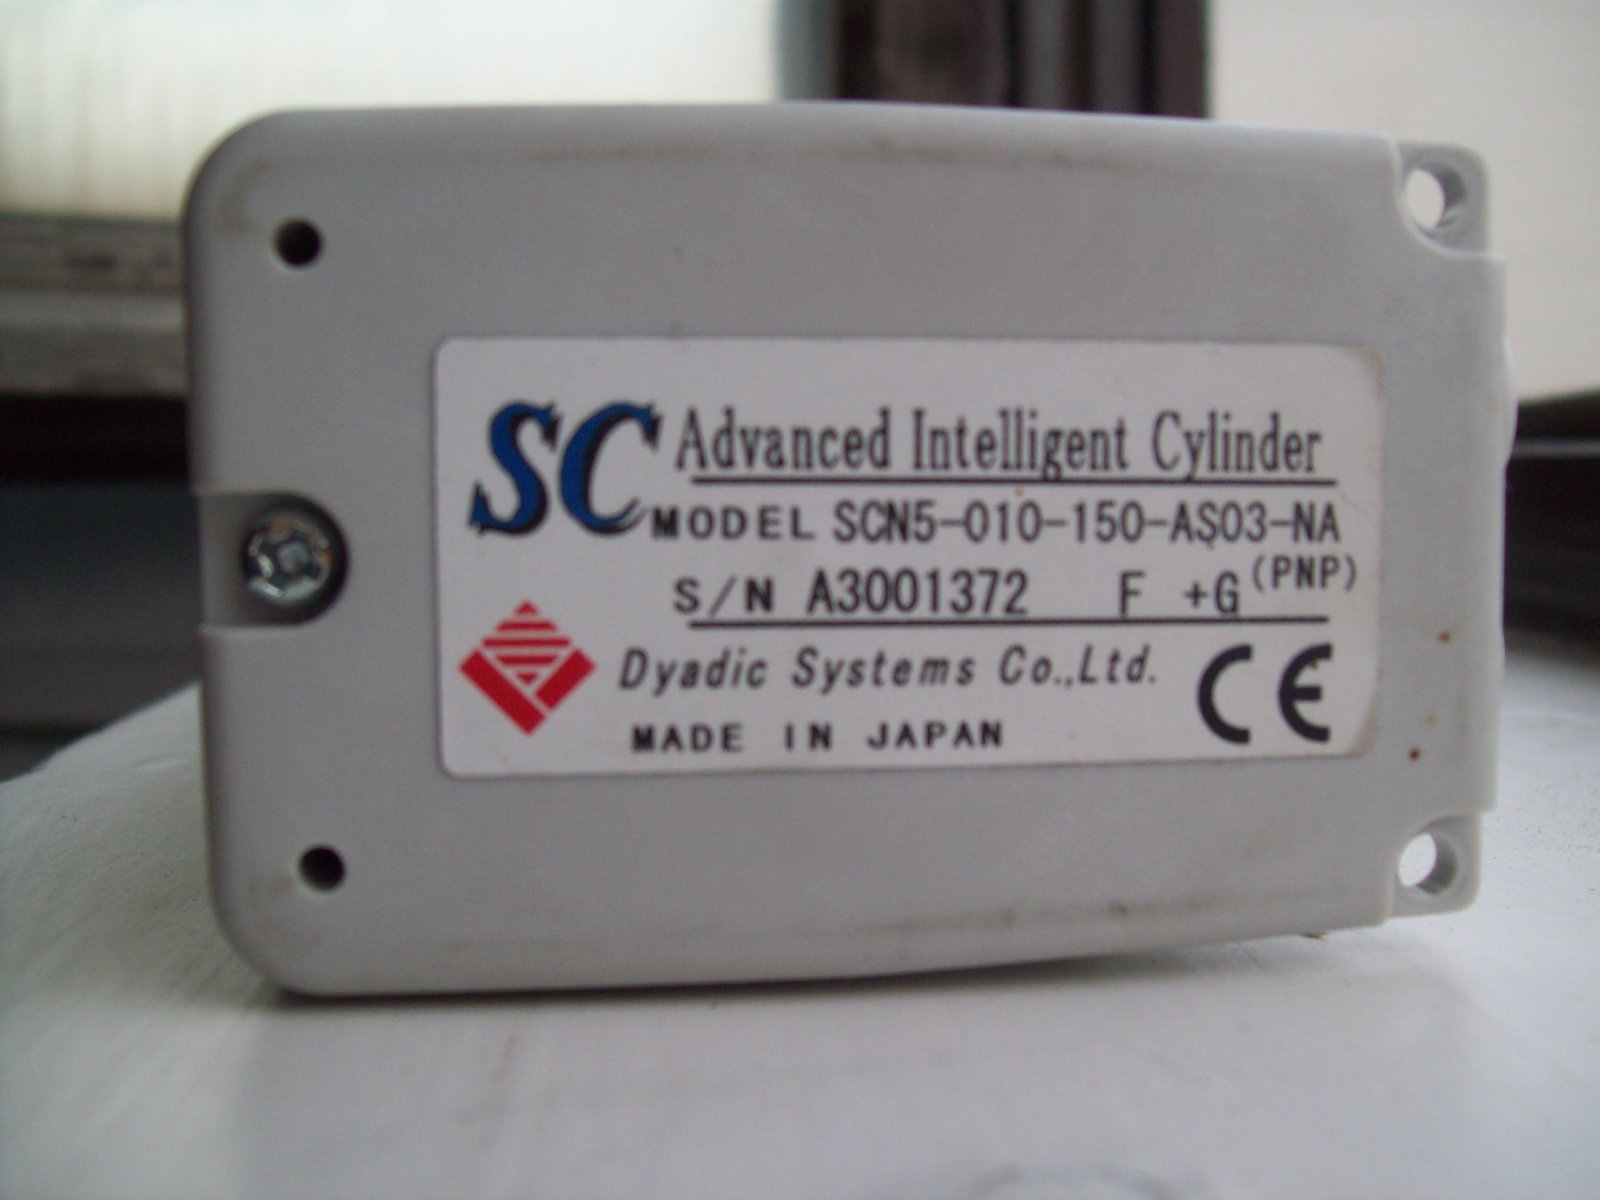 SC Advanced Intelligent Cylinder
MODEL SCN5-010-150-AS03-NA
S/N A3001372 F +G (PNP)
Dyadic Systems Co.,Ltd. CE
MADE IN JAPAN